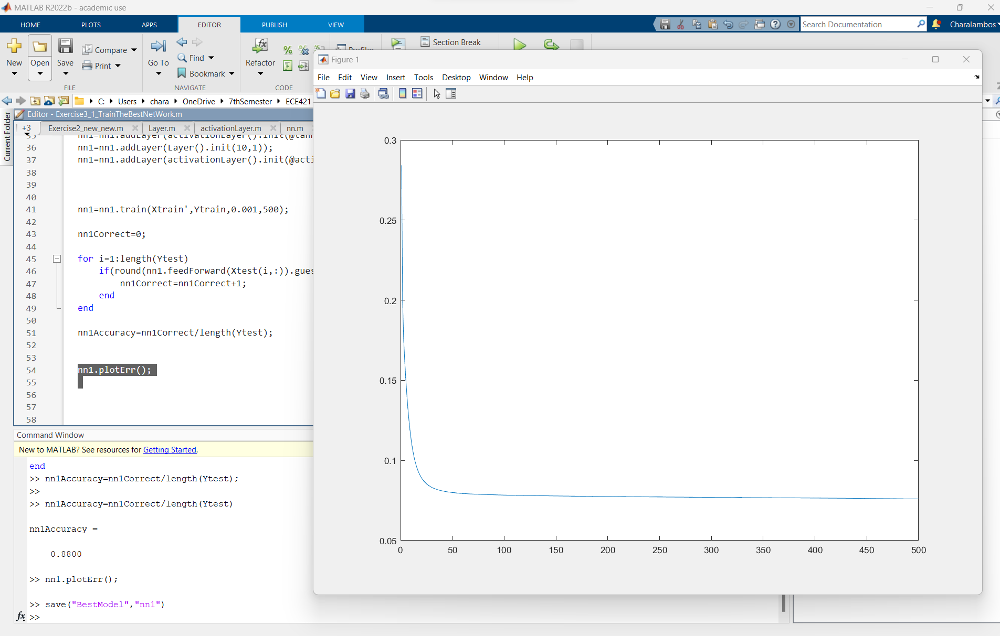 MATLAB R2022b - academic use
HOME PLOTS APPS EDITOR PUBLISH VIEW
Search Documentation
Charalambos
New
Open
Save
Compare
Print
FILE
Go To
Find
Bookmark
NAVIGATE
Refactor
CODE
Profiler
Section Break
C: Users chara OneDrive 7thSemester ECE421
Current Folder
Editor - Exercise3_1_TrainTheBestNetWork.m
+3 Exercise2_new_new.m Layer.m activationLayer.m nn.m
36 nn1=nn1.addLayer(Layer().init(10,1));
37 nn1=nn1.addLayer(activationLayer().init(@acti
38
39
40
41 nn1=nn1.train(Xtrain',Ytrain,0.001,500);
42
43 nn1Correct=0;
44
45 for i=1:length(Ytest)
46 if(round(nn1.feedForward(Xtest(i,:)).gues
47 nn1Correct=nn1Correct+1;
48 end
49 end
50
51 nn1Accuracy=nn1Correct/length(Ytest);
52
53
54 nn1.plotErr();
55
56
57
58
Command Window
New to MATLAB? See resources for Getting Started.
end
>> nn1Accuracy=nn1Correct/length(Ytest);
>>
>> nn1Accuracy=nn1Correct/length(Ytest)
nn1Accuracy =
0.8800
>> nn1.plotErr();
>> save("BestModel","nn1")
fx >>
Figure 1
File Edit View Insert Tools Desktop Window Help
0.3
0.25
0.2
0.15
0.1
0.05
0 50 100 150 200 250 300 350 400 450 500